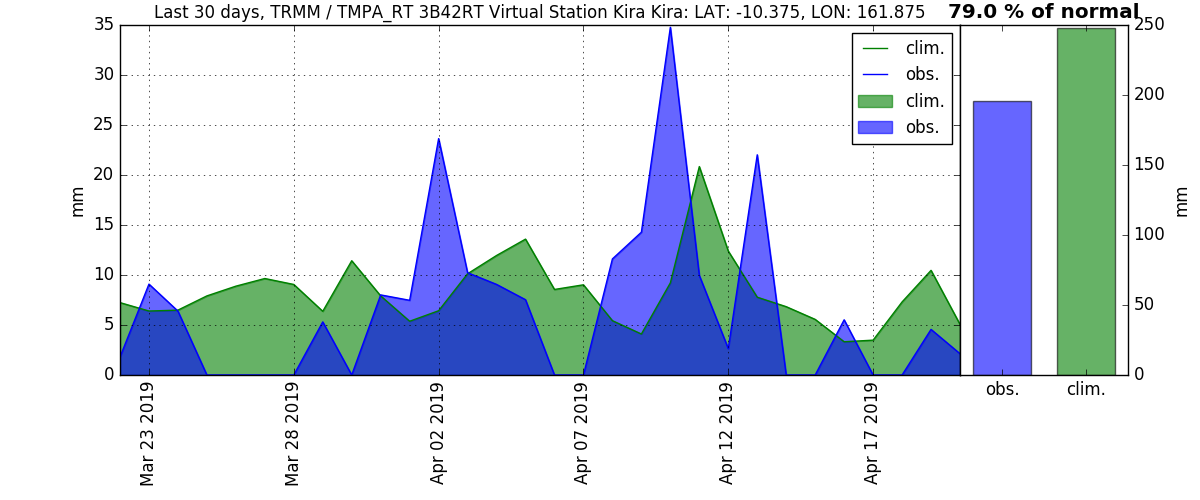 Last 30 days, TRMM / TMPA_RT 3B42RT Virtual Station Kira Kira: LAT: -10.375, LON: 161.875
79.0 % of normal
35
30
25
20
15
10
5
0
mm
clim.
obs.
clim.
obs.
250
200
150
100
50
0
mm
Mar 23 2019
Mar 28 2019
Apr 02 2019
Apr 07 2019
Apr 12 2019
Apr 17 2019
obs.
clim.